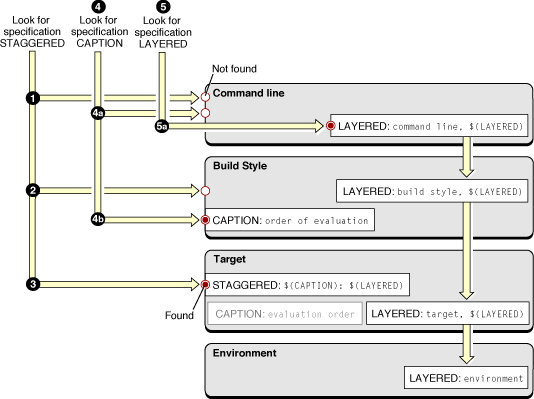 4
5
Look for
specification
STAGGERED
Look for
specification
CAPTION
Look for
specification
LAYERED
Not found
Command line
1
4a
5a
LAYERED: command line, $(LAYERED)
Build Style
2
LAYERED: build style, $(LAYERED)
4b
CAPTION: order of evaluation
Target
3
STAGGERED: $(CAPTION): $(LAYERED)
Found
CAPTION: evaluation order
LAYERED: target, $(LAYERED)
Environment
LAYERED: environment